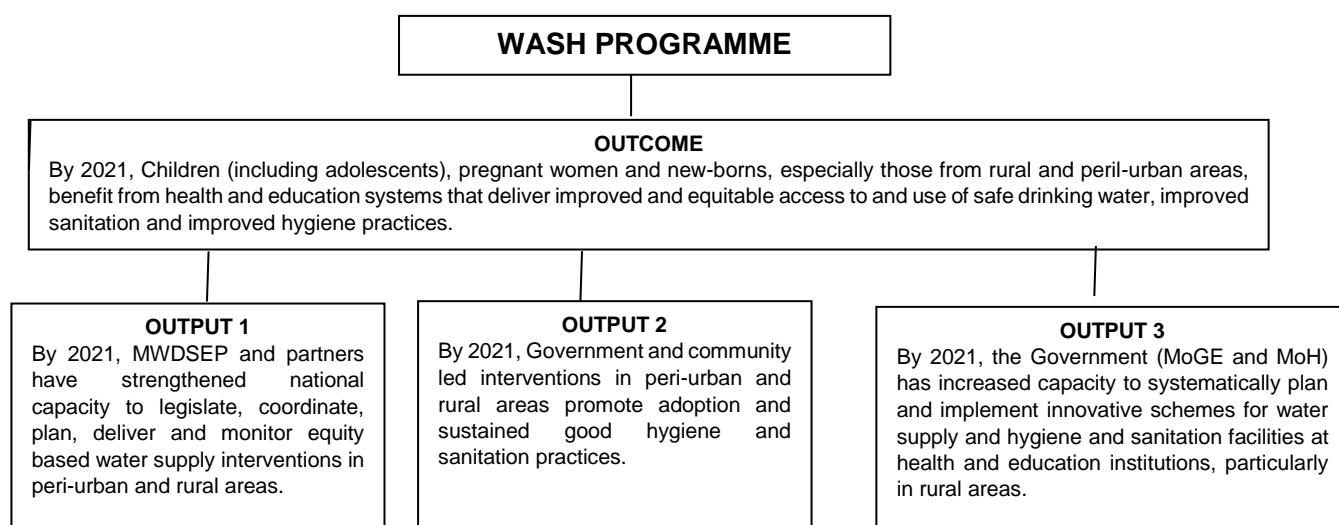 WASH PROGRAMME
OUTCOME
By 2021, Children (including adolescents), pregnant women and new-borns, especially those from rural and peril-urban areas,
benefit from health and education systems that deliver improved and equitable access to and use of safe drinking water, improved
sanitation and improved hygiene practices.
OUTPUT 1
By 2021, MWDSEP and partners
have strengthened national
capacity to legislate, coordinate,
plan, deliver and monitor equity
based water supply interventions in
peri-urban and rural areas.
OUTPUT 2
By 2021, Government and community
led interventions in peri-urban and
rural areas promote adoption and
sustained good hygiene and
sanitation practices.
OUTPUT 3
By 2021, the Government (MoGE and MoH)
has increased capacity to systematically plan
and implement innovative schemes for water
supply and hygiene and sanitation facilities at
health and education institutions, particularly
in rural areas.